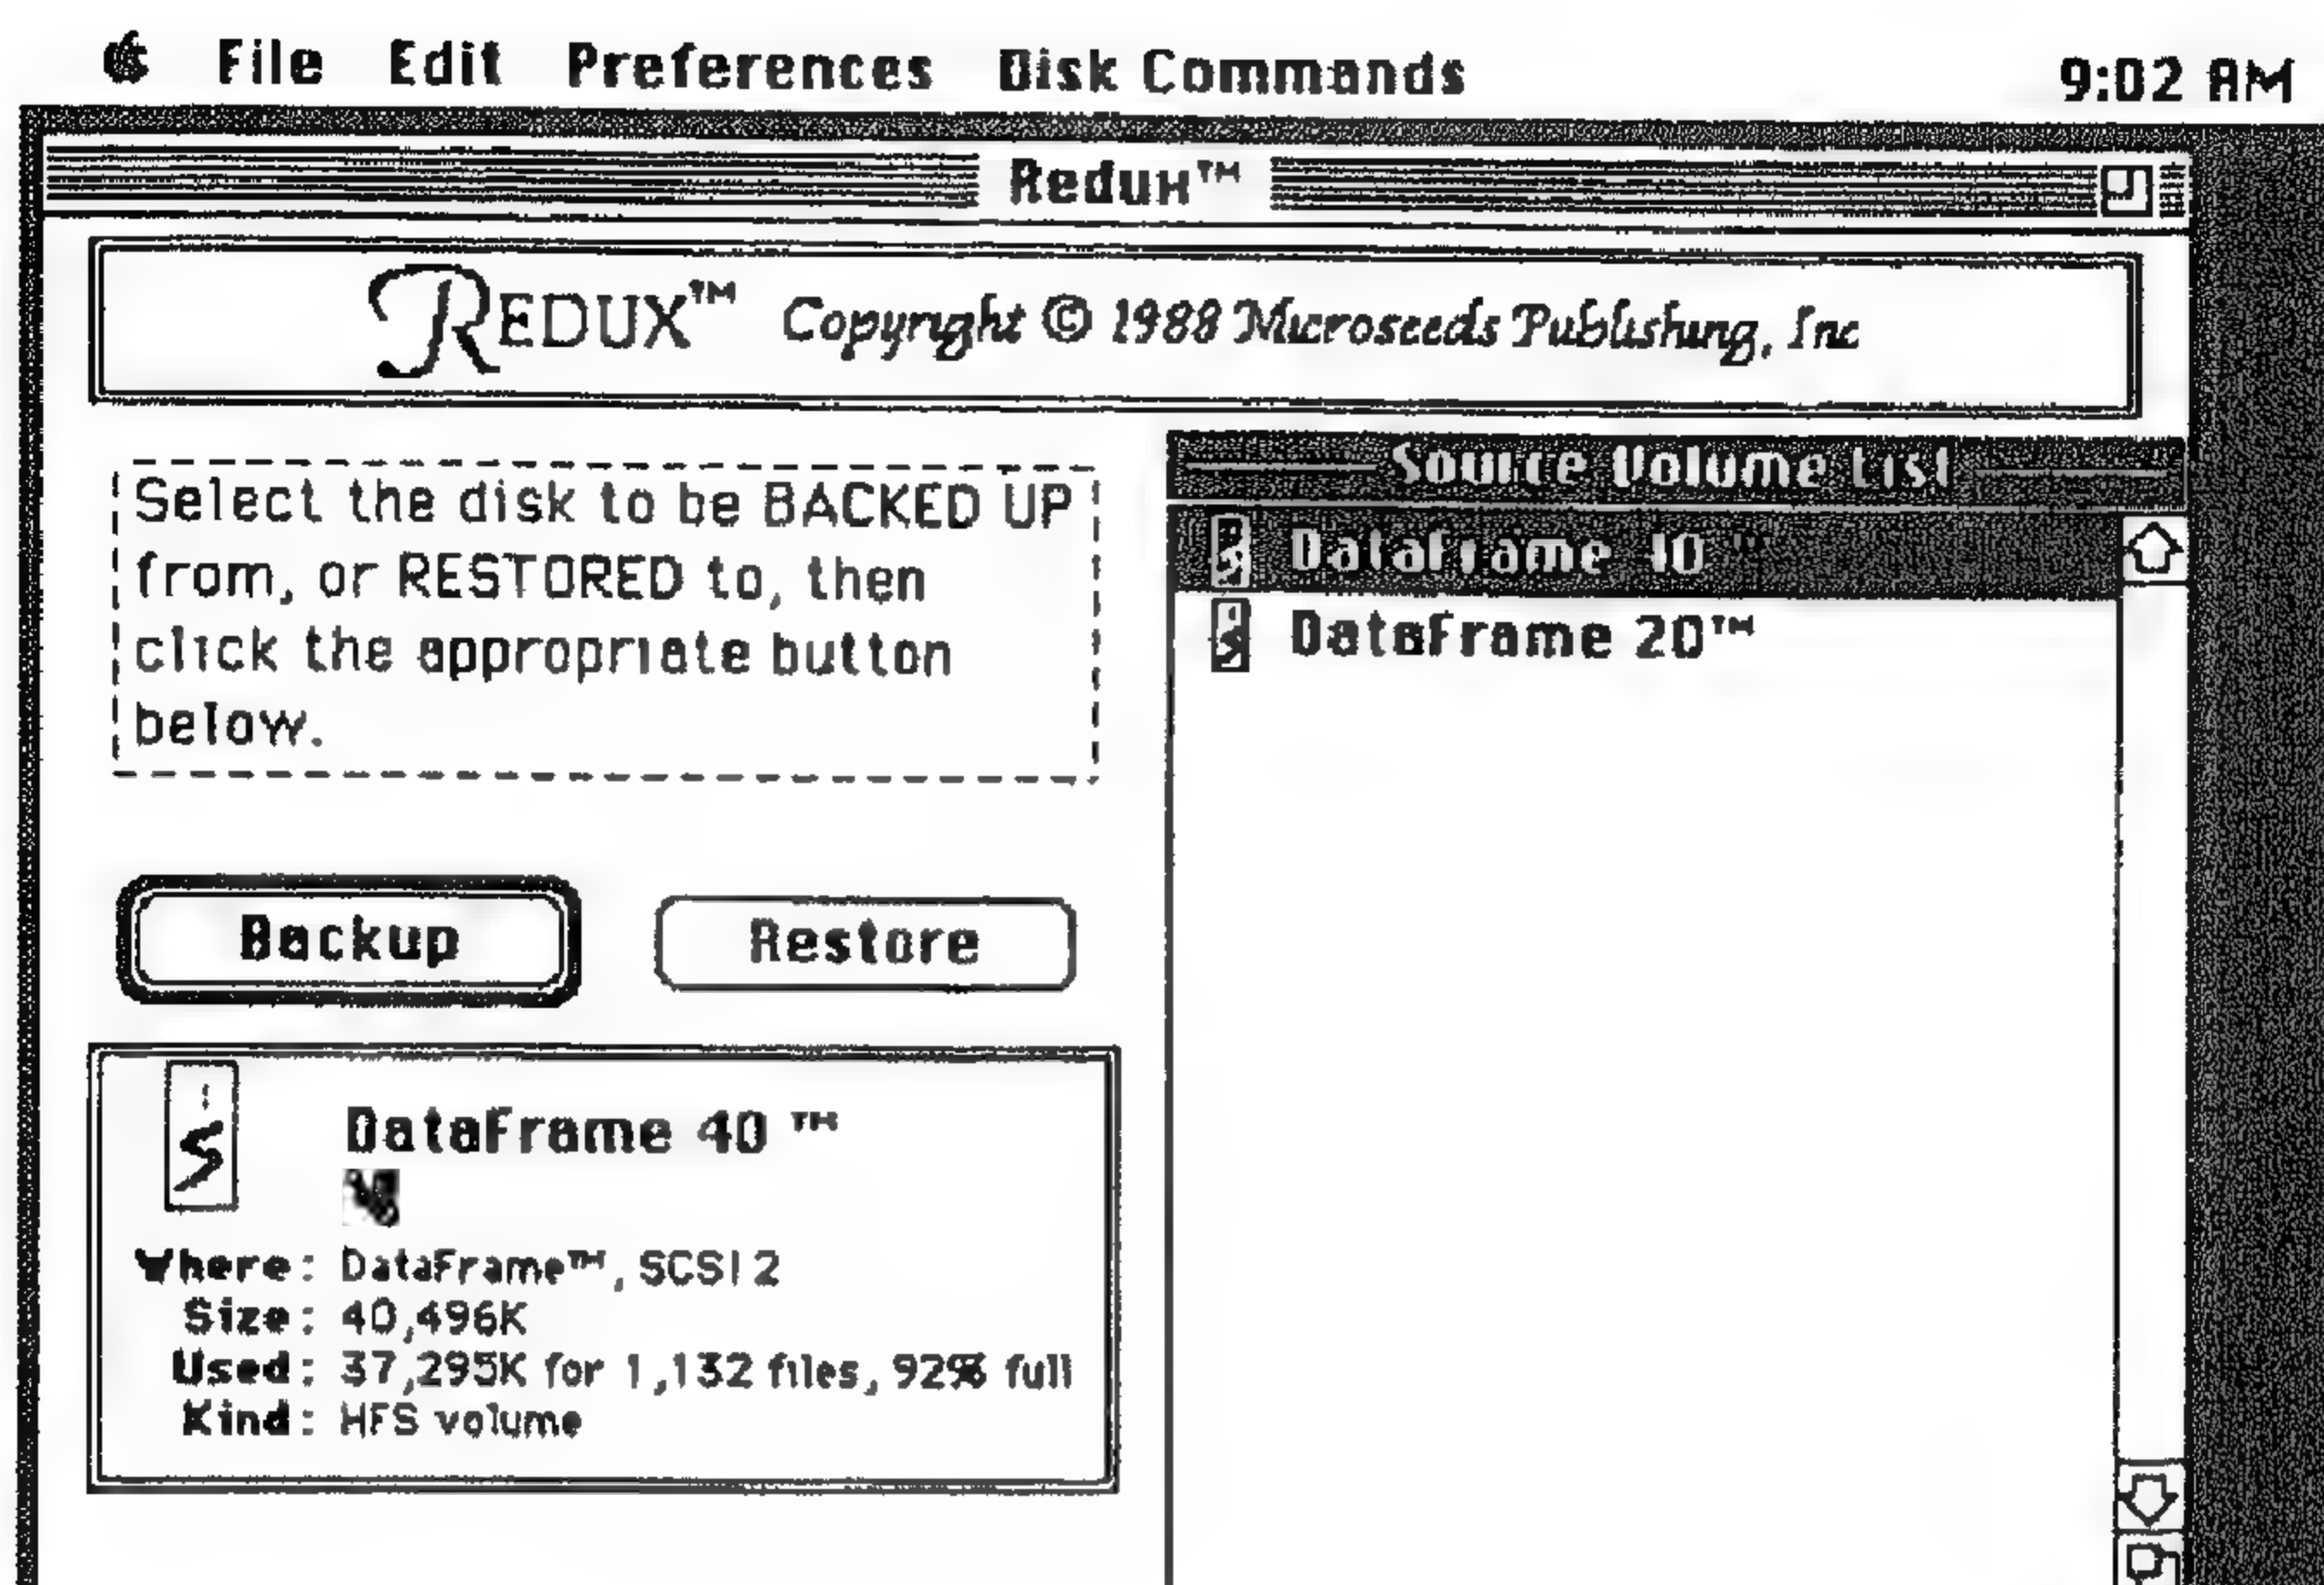 File Edit Preferences Disk Commands 9:02 AM
Redux™
REDUX™ Copyright © 1988 Microseeds Publishing, Inc
Select the disk to be BACKED UP
from, or RESTORED to, then
click the appropriate button
below.
Backup Restore
DataFrame 40 ™
Where: DataFrame™, SCSI 2
Size: 40,496K
Used: 37,295K for 1,132 files, 92% full
Kind: HFS volume
Source Volume List
DataFrame 40 ™
DataFrame 20™